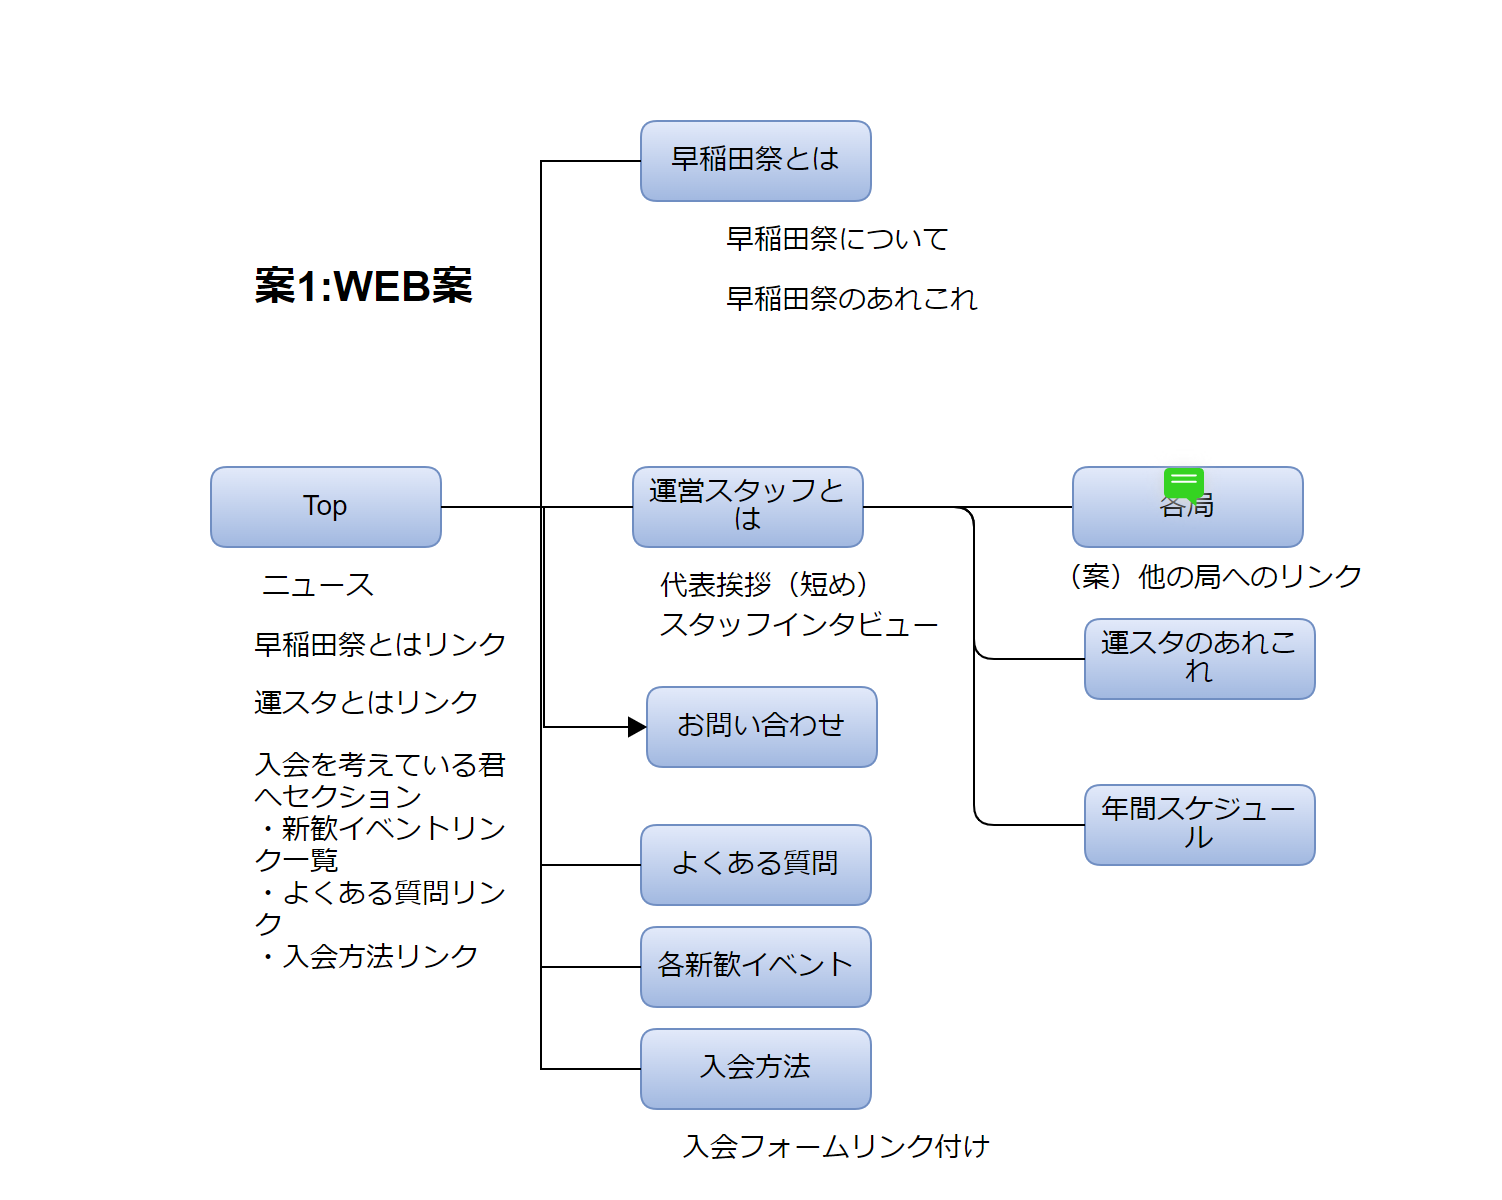 早稲田祭とは
早稲田祭について
早稲田祭のあれこれ
案1:WEB案
Top
ニュース
早稲田祭とはリンク
運スタとはリンク
入会を考えている君
へセクション
・新歓イベントリン
ク一覧
・よくある質問リン
ク
・入会方法リンク
運営スタッフと
は
代表挨拶（短め）
スタッフインタビュー
お問い合わせ
よくある質問
各新歓イベント
入会方法
入会フォームリンク付け
各局
（案）他の局へのリンク
運スタのあれこ
れ
年間スケジュー
ル